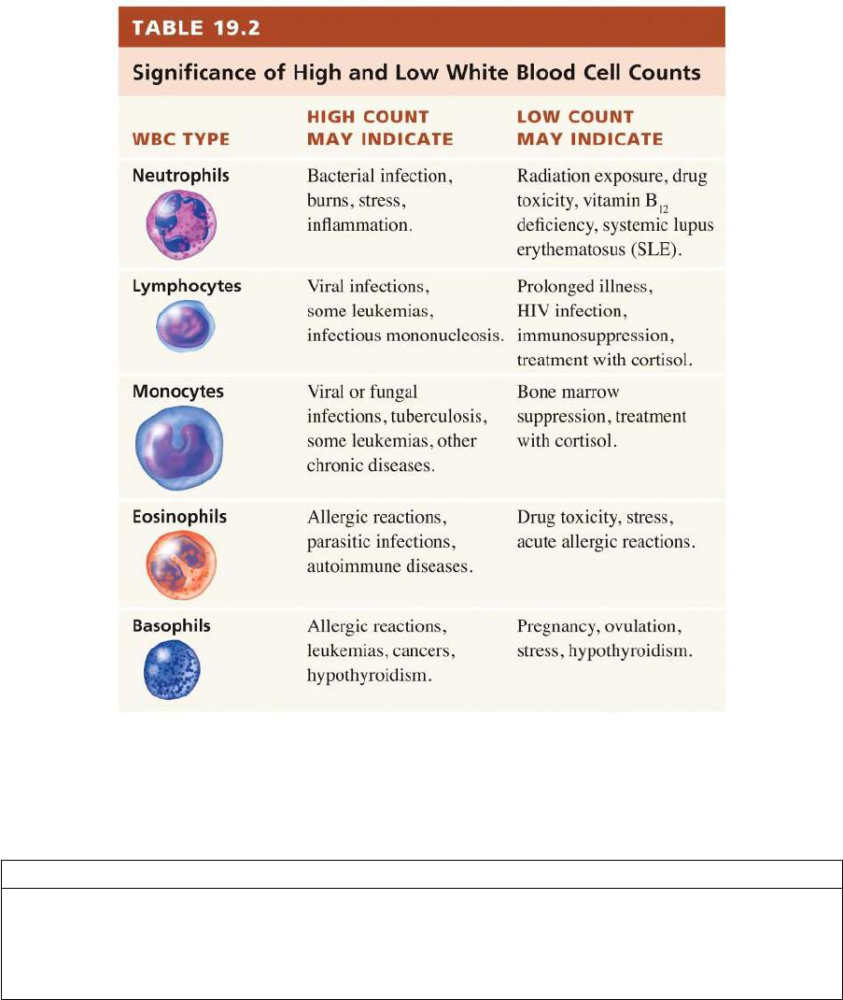 TABLE 19.2
Significance of High and Low White Blood Cell Counts
WBC TYPE
HIGH COUNT
MAY INDICATE
LOW COUNT
MAY INDICATE
Neutrophils
Bacterial infection,
burns, stress,
inflammation.
Radiation exposure, drug
toxicity, vitamin B12
deficiency, systemic lupus
erythematosus (SLE).
Lymphocytes
Viral infections,
some leukemias,
infectious mononucleosis.
Prolonged illness,
HIV infection,
immunosuppression,
treatment with cortisol.
Monocytes
Viral or fungal
infections, tuberculosis,
some leukemias, other
chronic diseases.
Bone marrow
suppression, treatment
with cortisol.
Eosinophils
Allergic reactions,
parasitic infections,
autoimmune diseases.
Drug toxicity, stress,
acute allergic reactions.
Basophils
Allergic reactions,
leukemias, cancers,
hypothyroidism.
Pregnancy, ovulation,
stress, hypothyroidism.